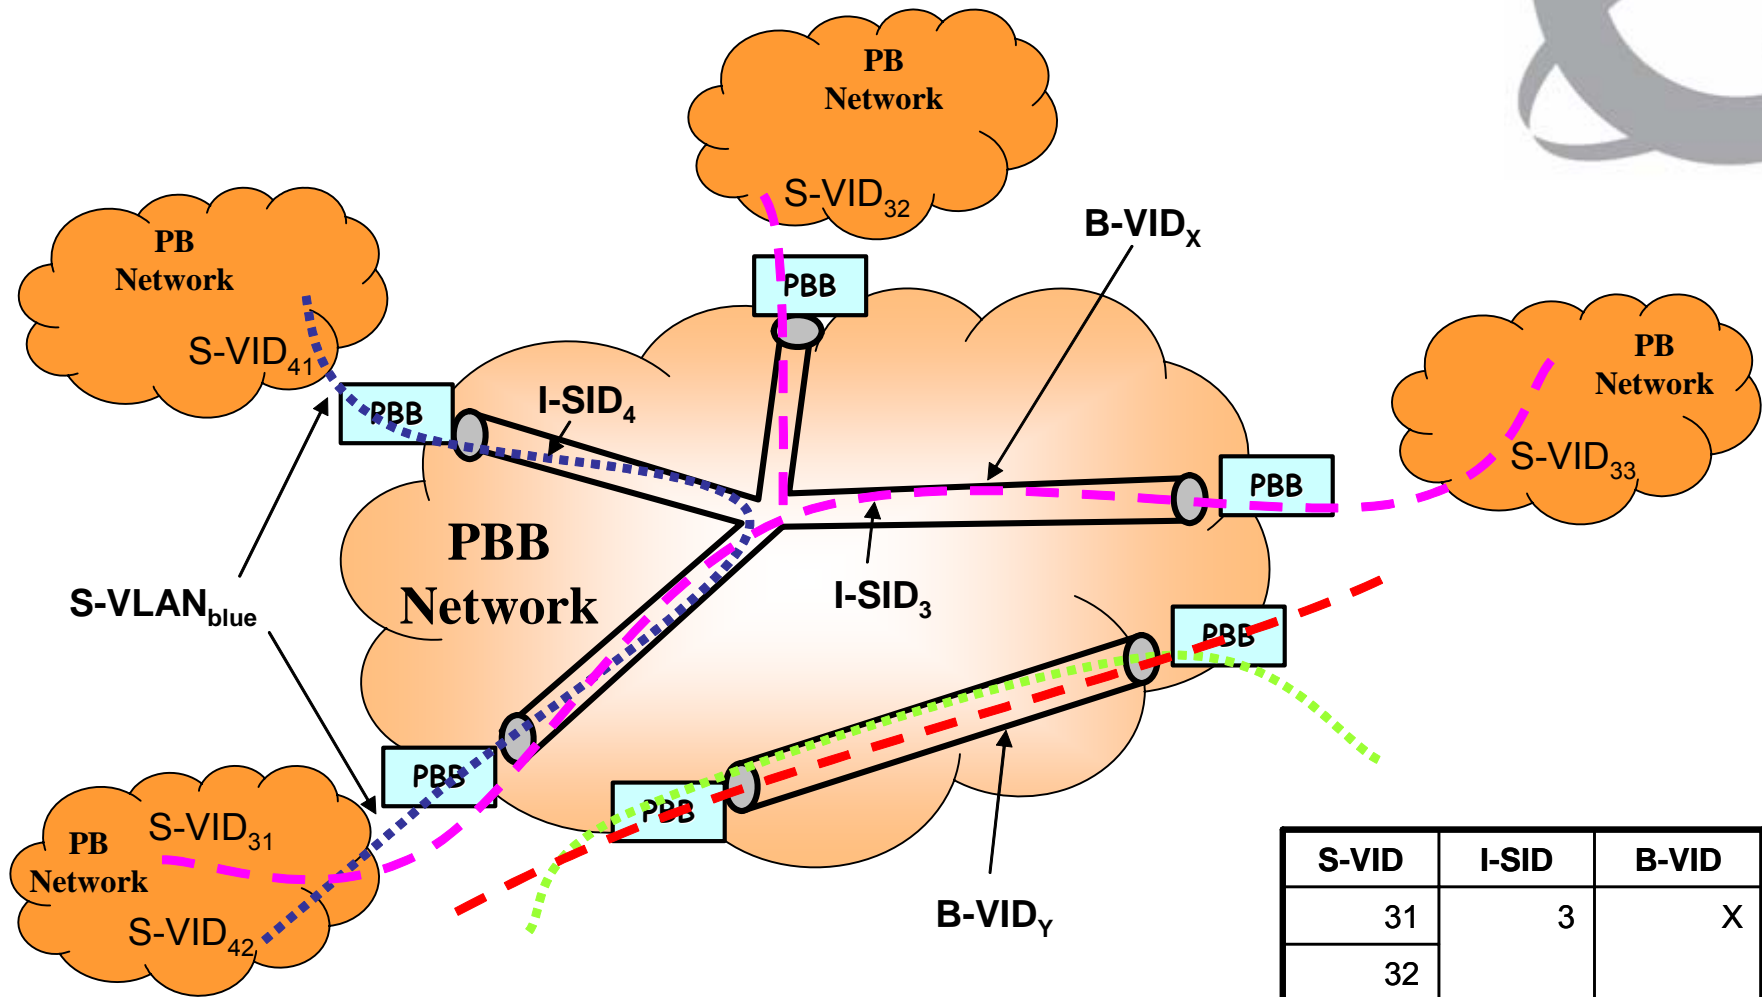 PB
Network
S-VID32
B-VIDX
PBB
PB
Network
S-VID41
PB
Network
S-VID33
I-SID4
PBB
PBB
PBB
Network
S-VLANblue
I-SID3
PBB
PBB
PBB
PB
Network
S-VID31
S-VID42
B-VIDY
S-VID I-SID B-VID
31 3 X
32